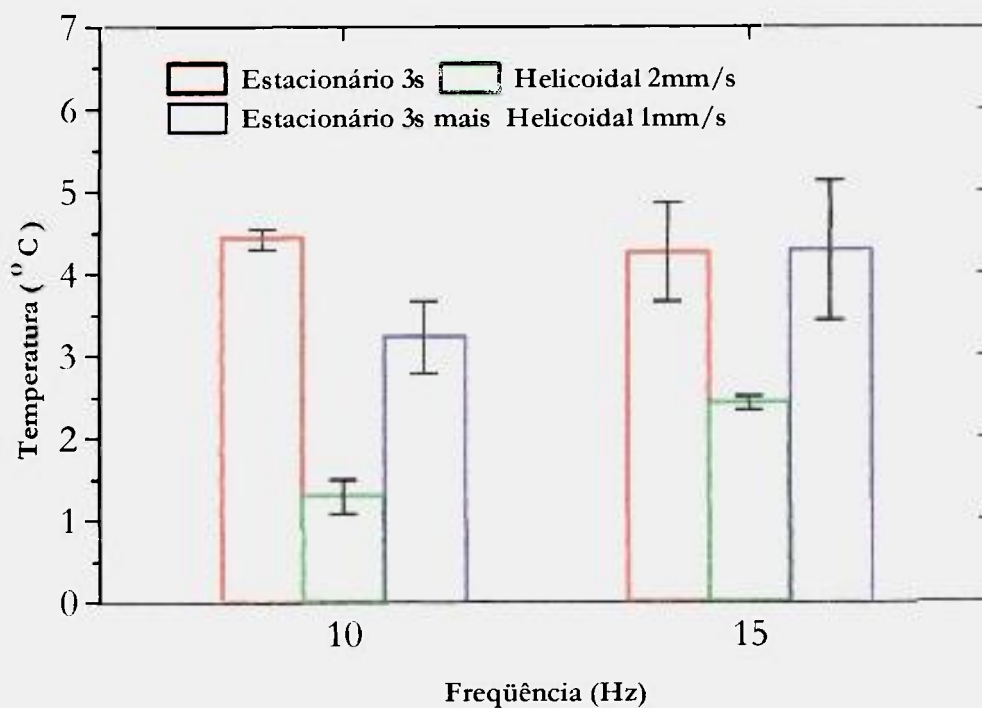 7
6
5
4
3
2
1
0
Temperatura (°C)
Estacionário 3s Helicoidal 2mm/s
Estacionário 3s mais Helicoidal 1mm/s
10 15
Freqüência (Hz)